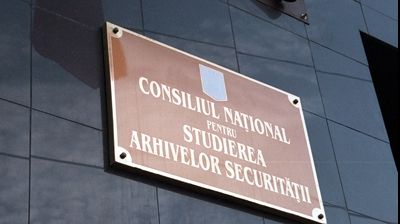 CONSILIUL NAȚIONAL
PENTRU
STUDIEREA
ARHIVELOR SECURITĂȚII